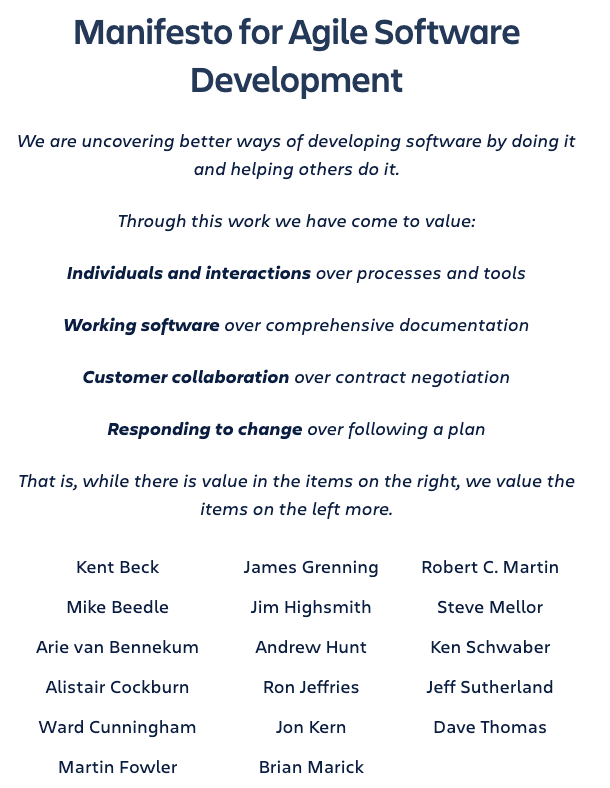 Manifesto for Agile Software
Development
We are uncovering better ways of developing software by doing it
and helping others do it.
Through this work we have come to value:
Individuals and interactions over processes and tools
Working software over comprehensive documentation
Customer collaboration over contract negotiation
Responding to change over following a plan
That is, while there is value in the items on the right, we value the
items on the left more.
Kent Beck
Mike Beedle
Arie van Bennekum
Alistair Cockburn
Ward Cunningham
Martin Fowler
James Grenning
Jim Highsmith
Andrew Hunt
Ron Jeffries
Jon Kern
Brian Marick
Robert C. Martin
Steve Mellor
Ken Schwaber
Jeff Sutherland
Dave Thomas